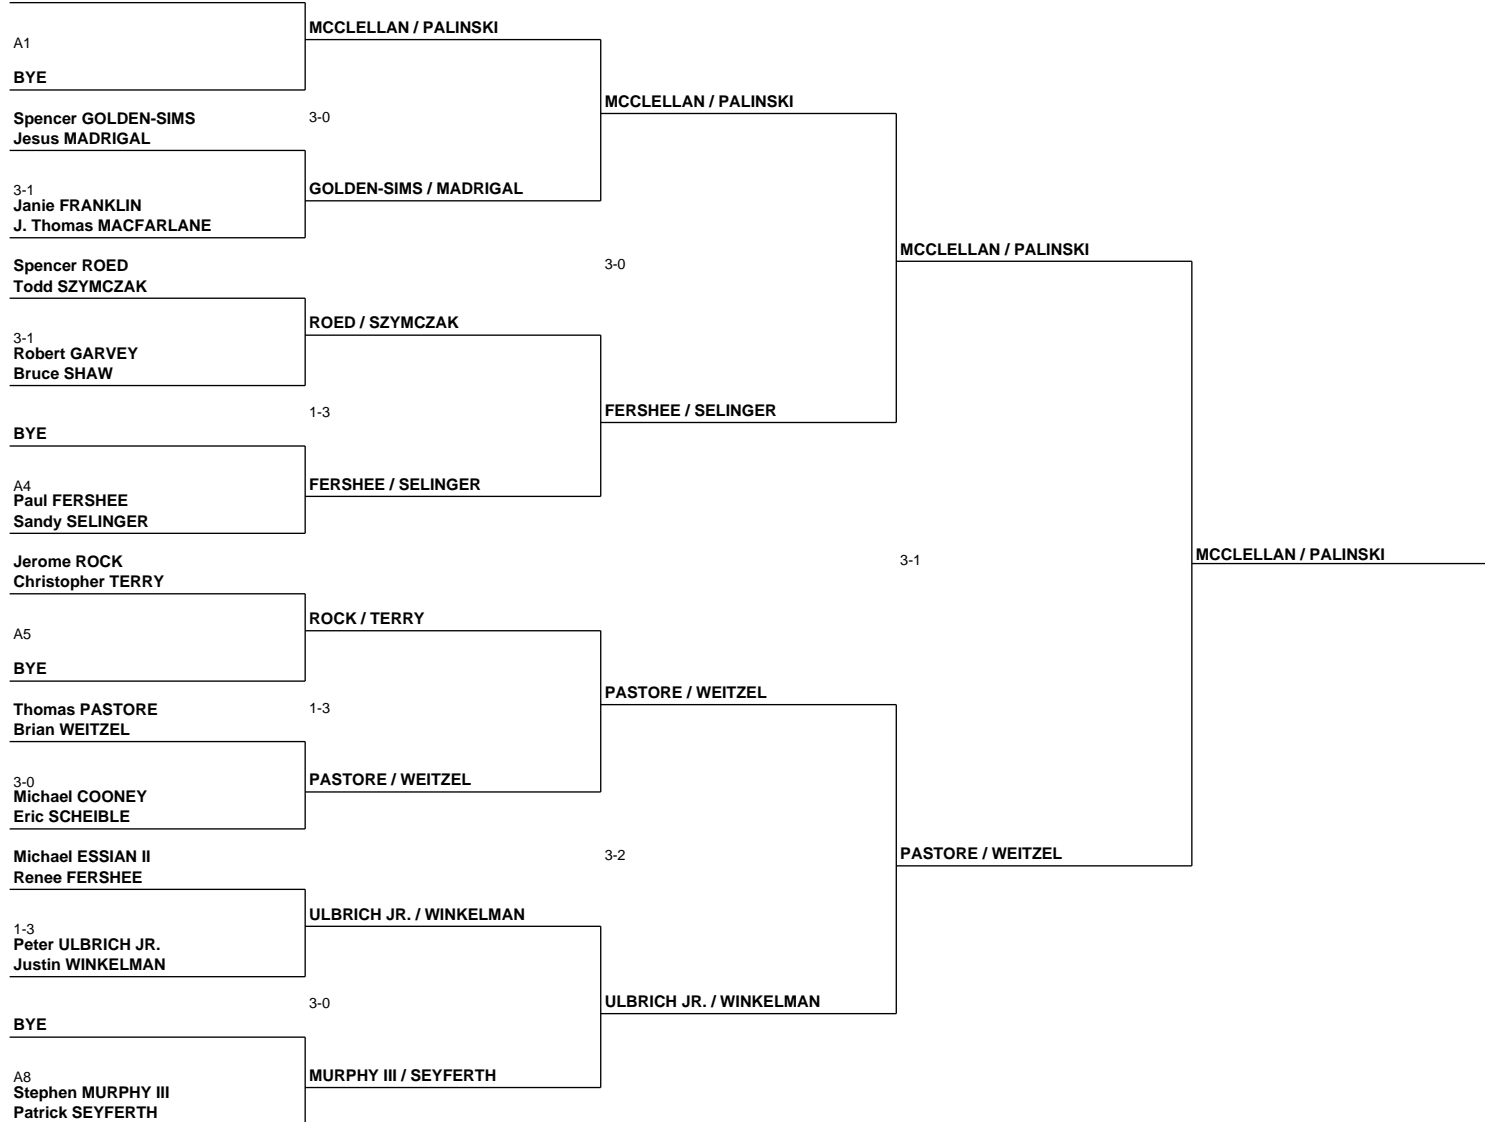 MCCLELLAN / PALINSKI
A1
BYE
Spencer GOLDEN-SIMS
Jesus MADRIGAL
3-0
MCCLELLAN / PALINSKI
3-1
Janie FRANKLIN
J. Thomas MACFARLANE
GOLDEN-SIMS / MADRIGAL
Spencer ROED
Todd SZYMCZAK
3-0
MCCLELLAN / PALINSKI
ROED / SZYMCZAK
3-1
Robert GARVEY
Bruce SHAW
1-3
FERSHEE / SELINGER
BYE
A4
Paul FERSHEE
Sandy SELINGER
FERSHEE / SELINGER
Jerome ROCK
Christopher TERRY
3-1
MCCLELLAN / PALINSKI
ROCK / TERRY
A5
BYE
Thomas PASTORE
Brian WEITZEL
1-3
PASTORE / WEITZEL
3-0
Michael COONEY
Eric SCHEIBLE
PASTORE / WEITZEL
Michael ESSIAN II
Renee FERSHEE
3-2
PASTORE / WEITZEL
ULBRICH JR. / WINKELMAN
1-3
Peter ULBRICH JR.
Justin WINKELMAN
3-0
ULBRICH JR. / WINKELMAN
BYE
A8
Stephen MURPHY III
Patrick SEYFERTH
MURPHY III / SEYFERTH